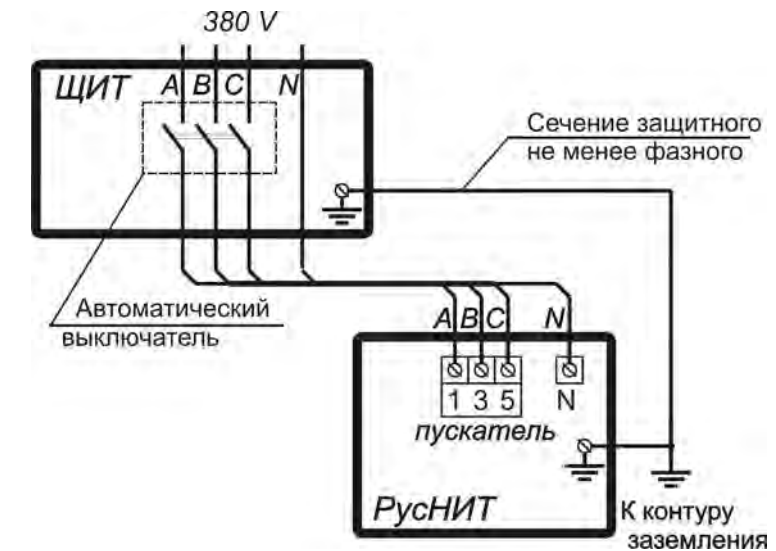 380 V
ЩИТ A B C N
Сечение защитного
не менее фазного
Автоматический
выключатель
A B C N
1 3 5 N
пускатель
РусНИТ
К контуру
заземления